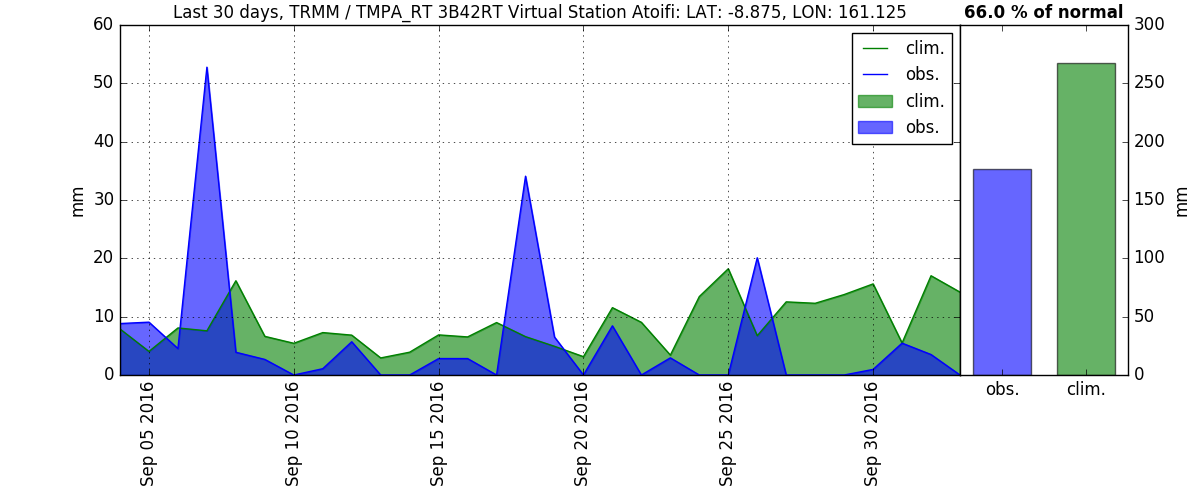 Last 30 days, TRMM / TMPA_RT 3B42RT Virtual Station Atoifi: LAT: -8.875, LON: 161.125
66.0 % of normal
60
50
40
30
20
10
0
mm
clim.
obs.
clim.
obs.
300
250
200
150
100
50
0
mm
Sep 05 2016
Sep 10 2016
Sep 15 2016
Sep 20 2016
Sep 25 2016
Sep 30 2016
obs.
clim.